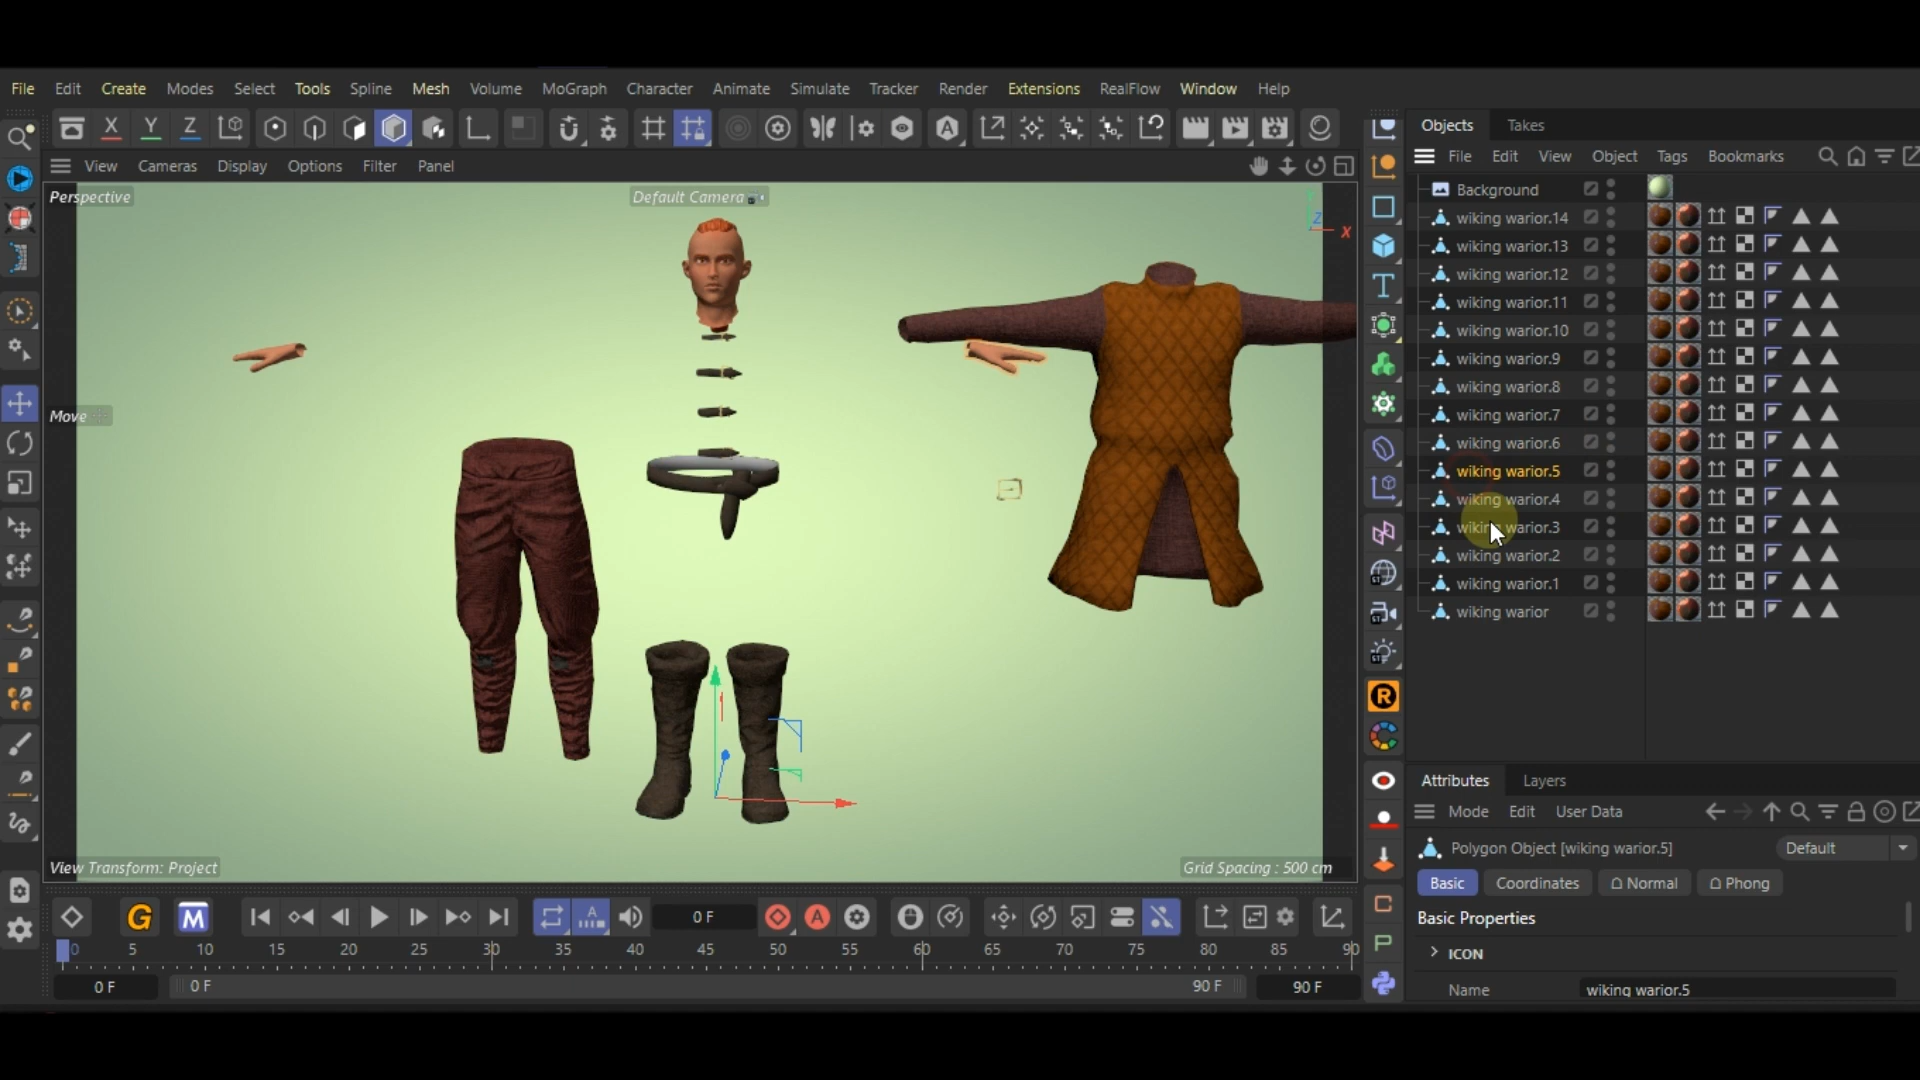 File Edit Create Modes Select Tools Spline Mesh Volume MoGraph Character Animate Simulate Tracker Render Extensions RealFlow Window Help
Objects Takes
X Y Z
File Edit View Object Tags Bookmarks
View Cameras Display Options Filter Panel
Perspective
Default Camera
Z
X
Background
wiking warior.14
wiking warior.13
wiking warior.12
wiking warior.11
wiking warior.10
wiking warior.9
wiking warior.8
wiking warior.7
wiking warior.6
wiking warior.5
wiking warior.4
wiking warior.3
wiking warior.2
wiking warior.1
wiking warior
Move
View Transform: Project
Grid Spacing : 500 cm
Attributes Layers
Mode Edit User Data
Polygon Object [wiking warior.5]
Default
Basic Coordinates Normal Phong
Basic Properties
ICON
Name wiking warior.5
G M 0 F A
0 5 10 15 20 25 30 35 40 45 50 55 60 65 70 75 80 85 90
0 F 0 F 90 F 90 F